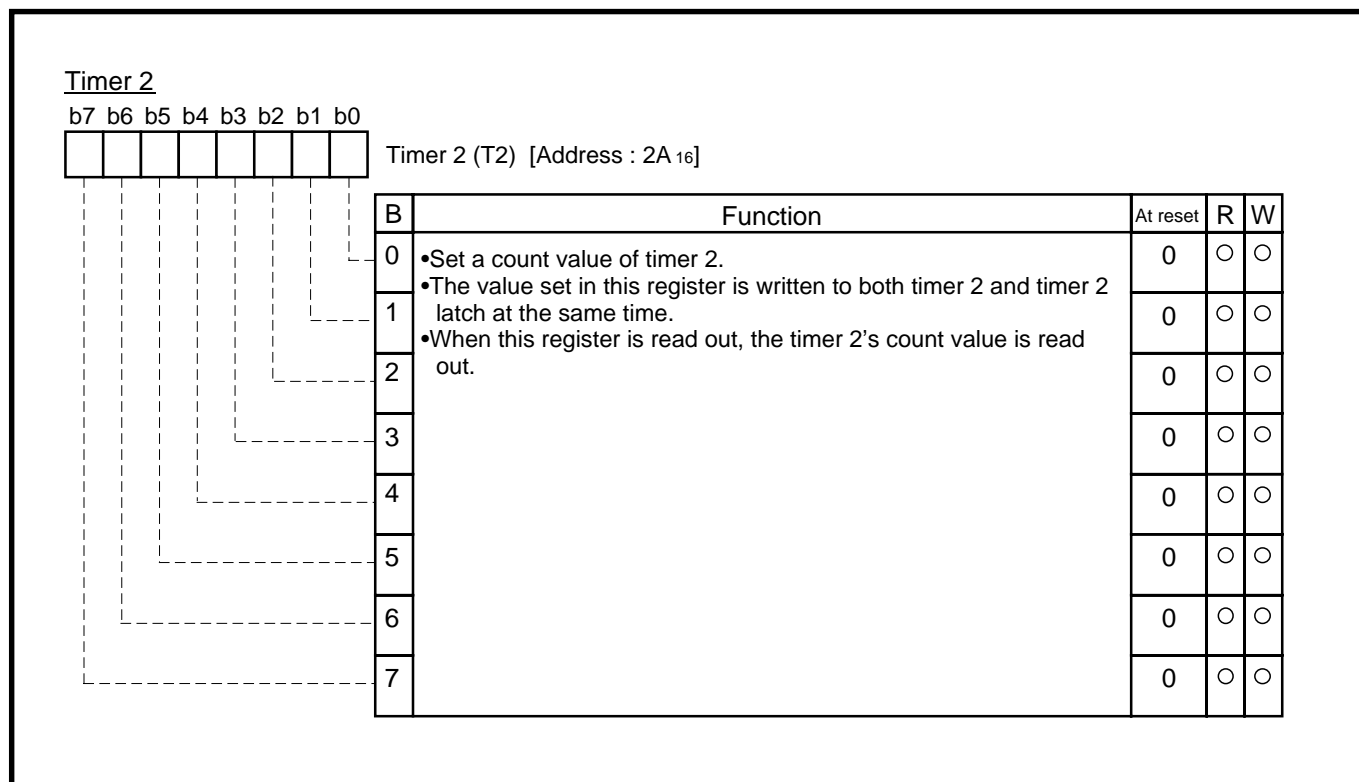 Timer 2
b7 b6 b5 b4 b3 b2 b1 b0
Timer 2 (T2) [Address : 2A 16]
B Function At reset R W
0 •Set a count value of timer 2. 0 ○ ○
•The value set in this register is written to both timer 2 and timer 2
1 latch at the same time. 0 ○ ○
•When this register is read out, the timer 2’s count value is read
2 out. 0 ○ ○
3 0 ○ ○
4 0 ○ ○
5 0 ○ ○
6 0 ○ ○
7 0 ○ ○